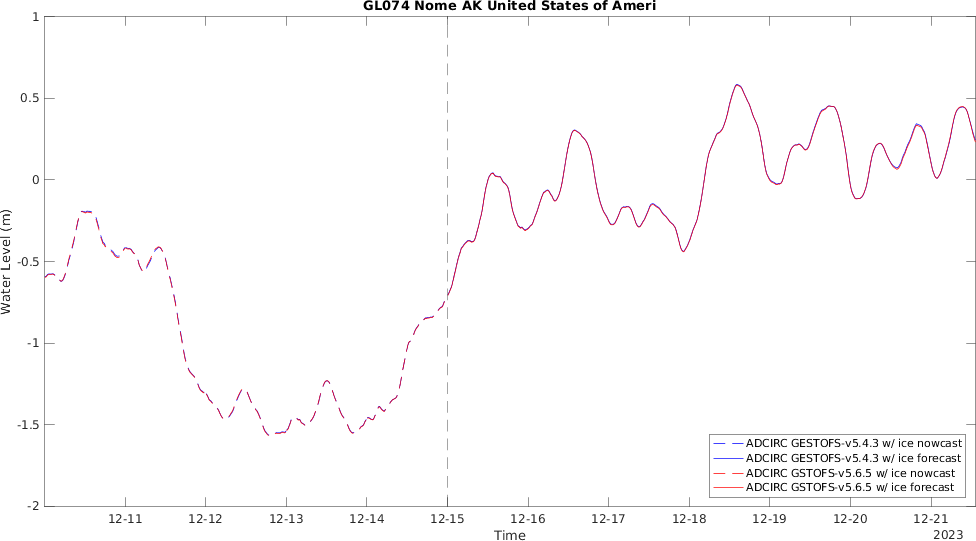 GL074 Nome AK United States of Ameri
Water Level (m)
1
0.5
0
-0.5
-1
-1.5
-2
ADCIRC GESTOFS-v5.4.3 w/ ice nowcast
ADCIRC GESTOFS-v5.4.3 w/ ice forecast
ADCIRC GSTOFS-v5.6.5 w/ ice nowcast
ADCIRC GSTOFS-v5.6.5 w/ ice forecast
12-11 12-12 12-13 12-14 12-15 12-16 12-17 12-18 12-19 12-20 12-21
Time
2023